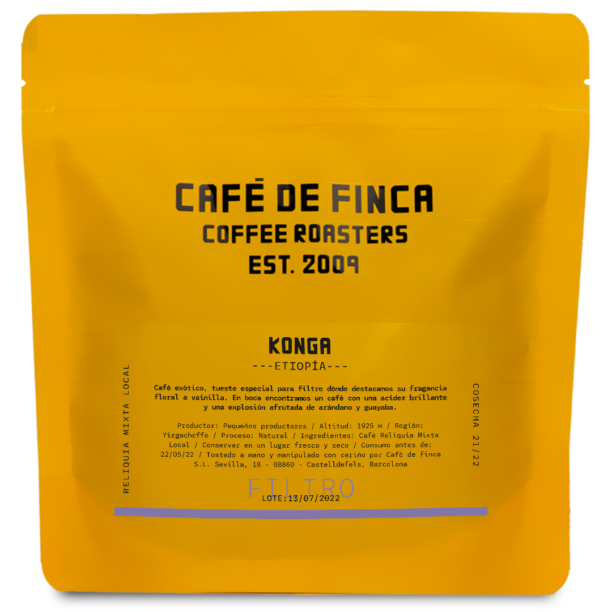 CAFÉ DE FINCA
COFFEE ROASTERS
EST. 2009
KONGA
---ETIOPÍA---
Café exótico, tueste especial para filtro dónde destacamos su fragancia
floral a vainilla. En boca encontramos un café con una acidez brillante
y una explosión afrutada de arándano y guayaba.
Productor: Pequeños productores / Altitud: 1925 m / Región:
Yirgacheffe / Proceso: Natural / Ingredientes: Café Reliquia Mixta
Local / Conservar en un lugar fresco y seco / Consumo antes de:
22/05/22 / Tostado a mano y manipulado con cariño por Café de Finca
S.L. Sevilla, 18 - 08860 - Castelldefels. Barcelona
RELIQUIA MIXTA LOCAL
COSECHA 21/22
FILTRO
LOTE:13/07/2022